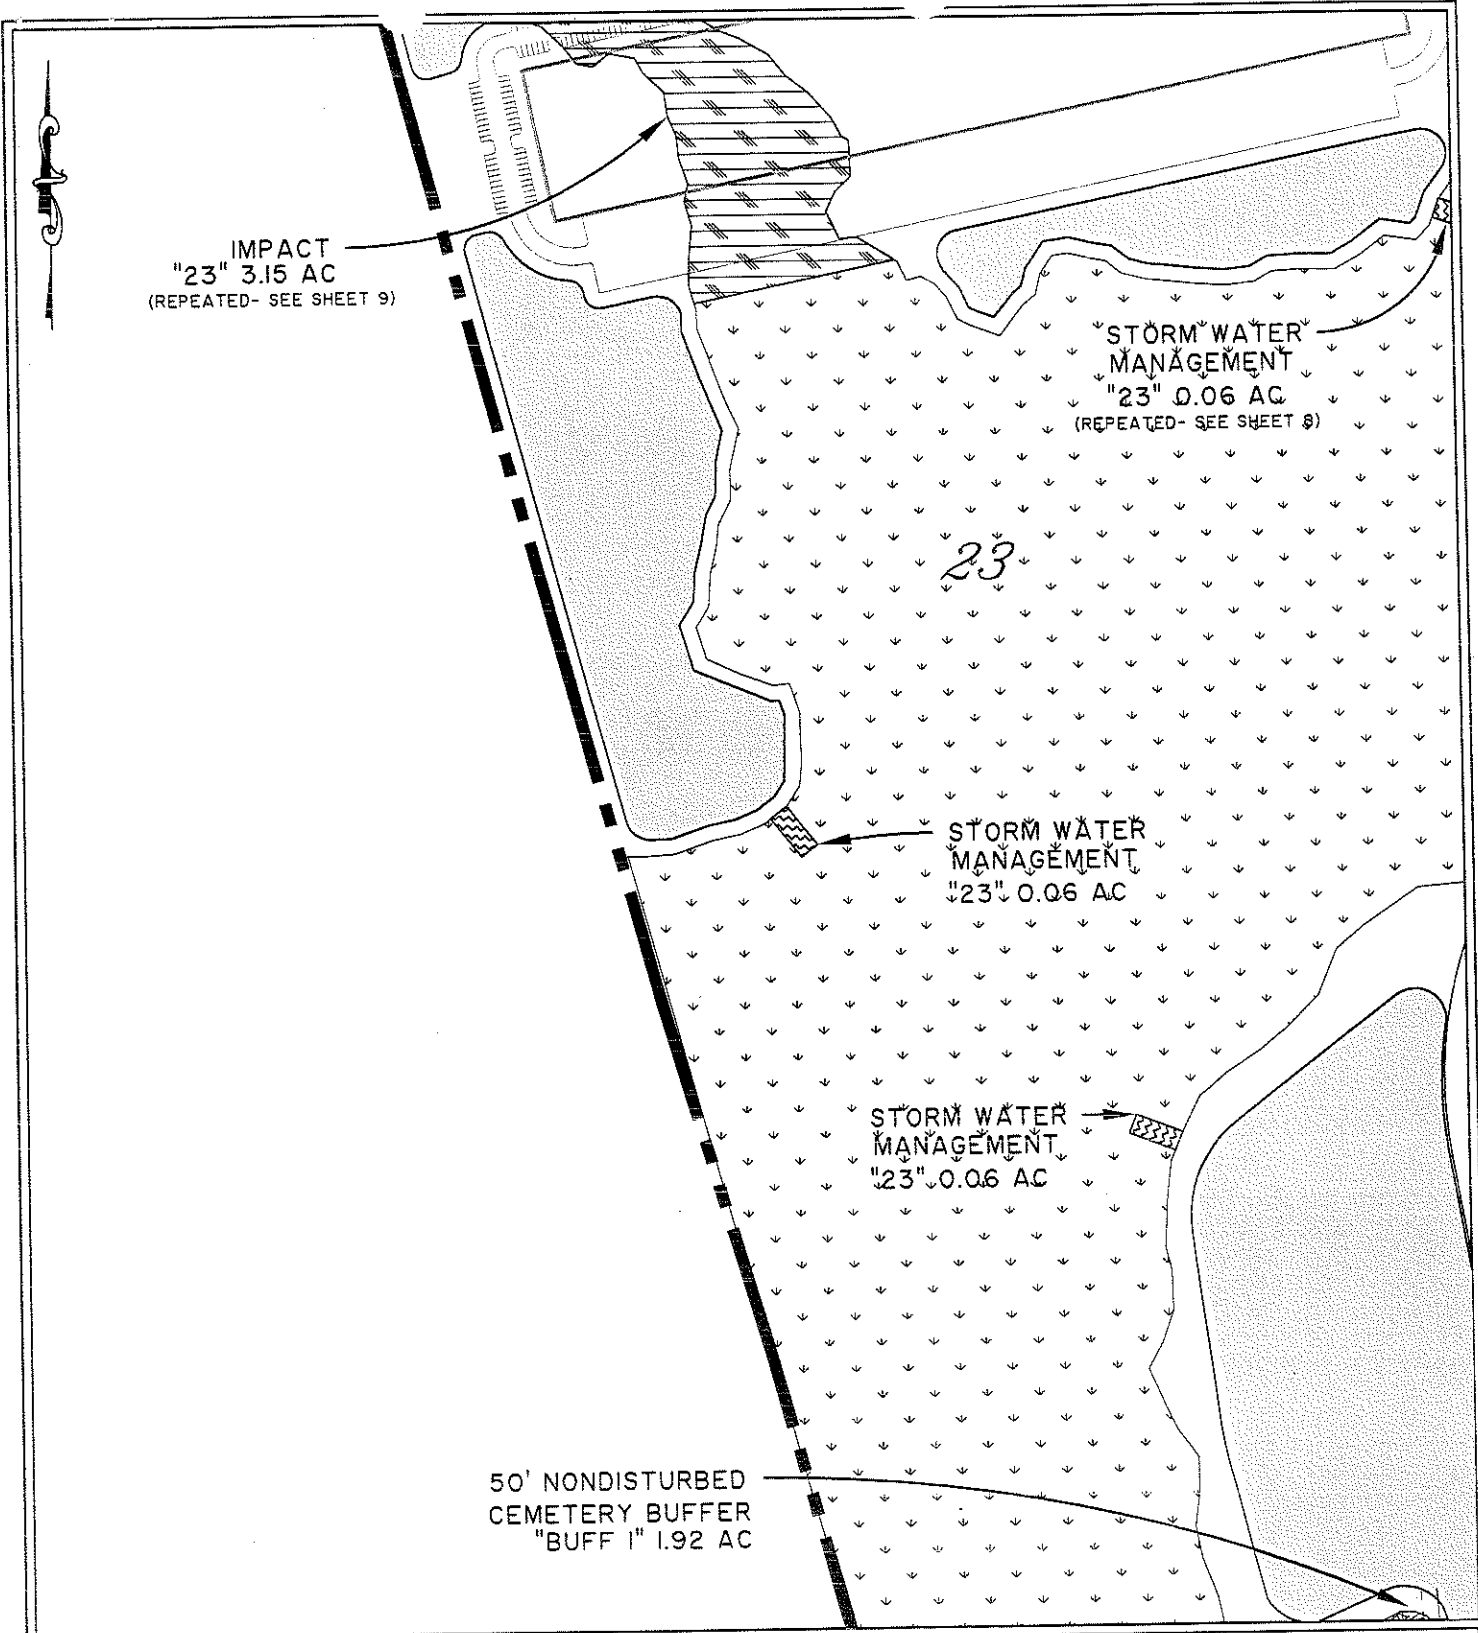 IMPACT
"23" 3.15 AC
(REPEATED- SEE SHEET 9)
STORM WATER
MANAGEMENT
"23" 0.06 AC
(REPEATED- SEE SHEET 8)
23
STORM WATER
MANAGEMENT
"23" 0.06 AC
STORM WATER
MANAGEMENT
"23" 0.06 AC
50' NONDISTURBED
CEMETERY BUFFER
"BUFF 1" 1.92 AC